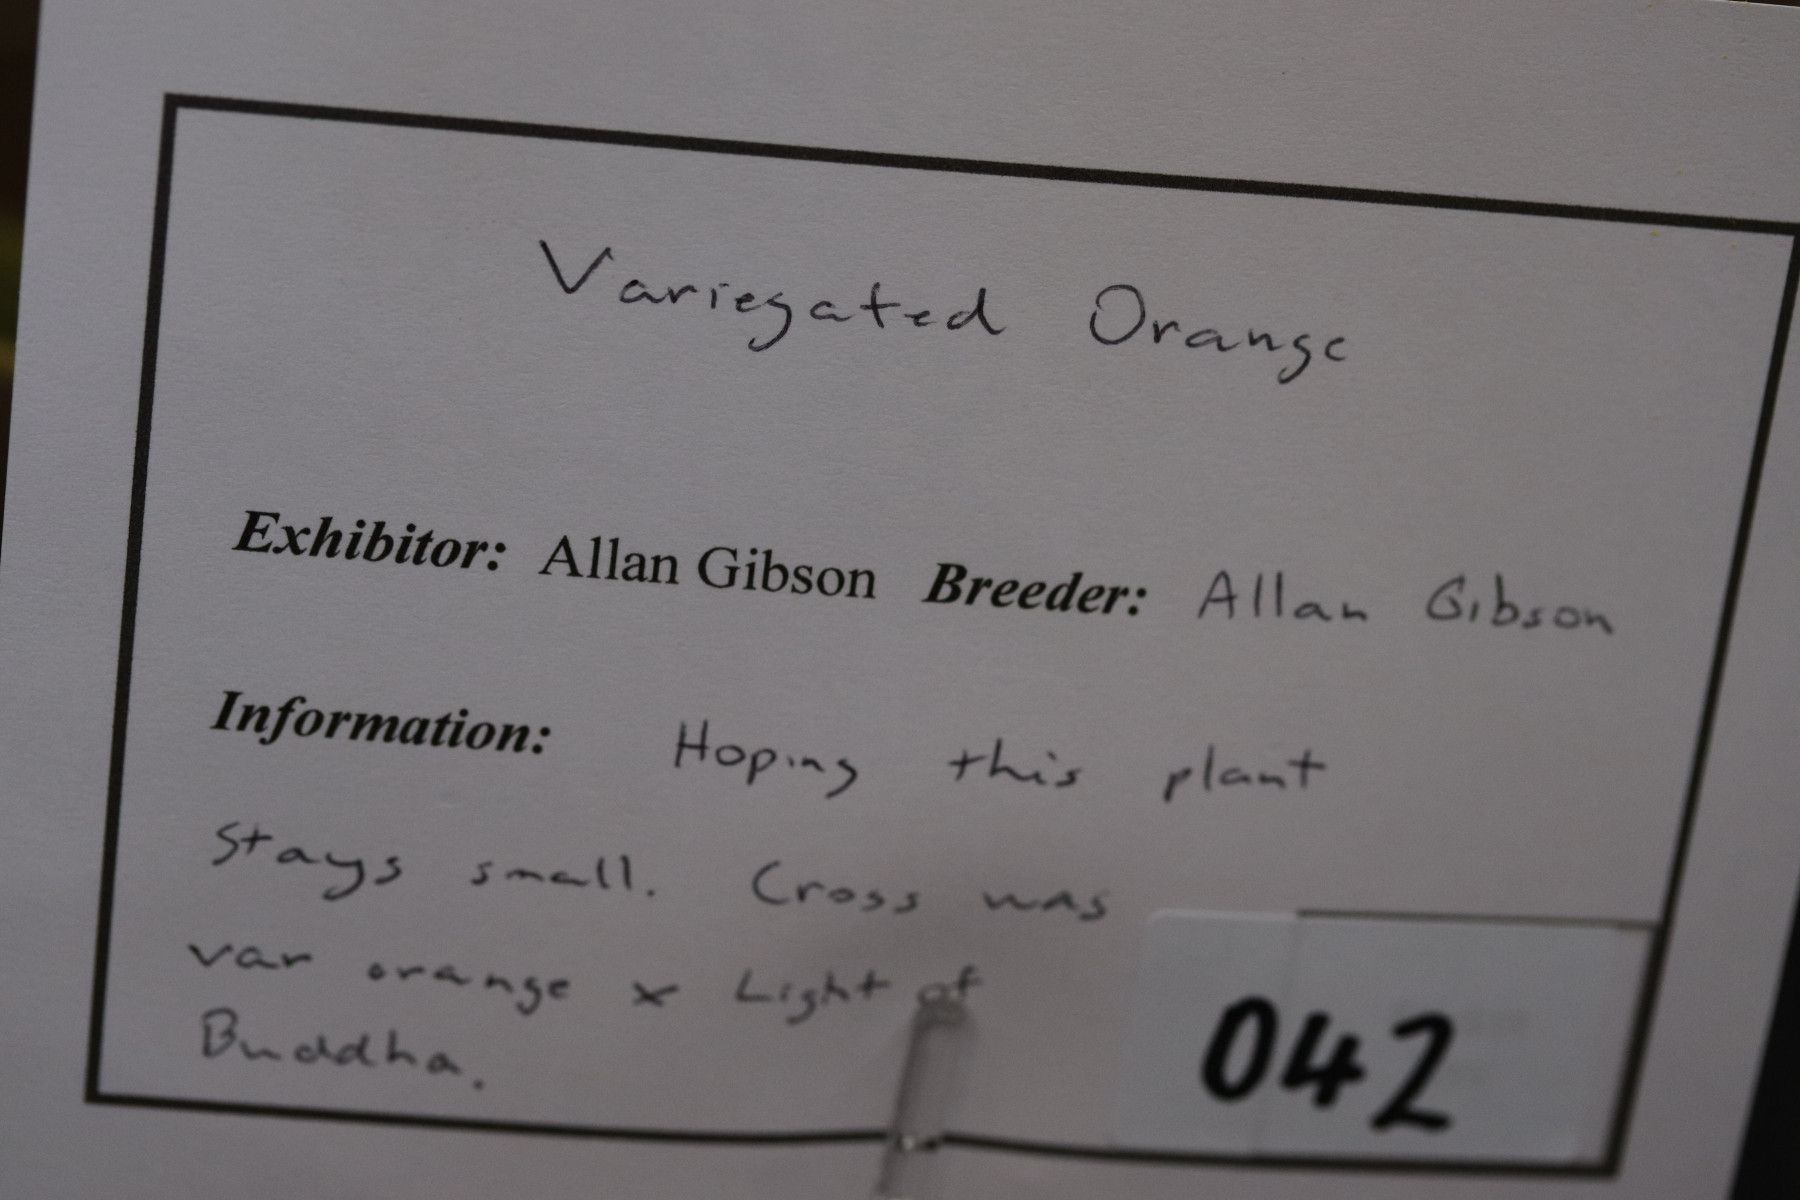 Variegated Orange
Exhibitor: Allan Gibson Breeder: Allan Gibson
Information: Hoping this plant
stays small. Cross was
var orange x Light of
Buddha.
042